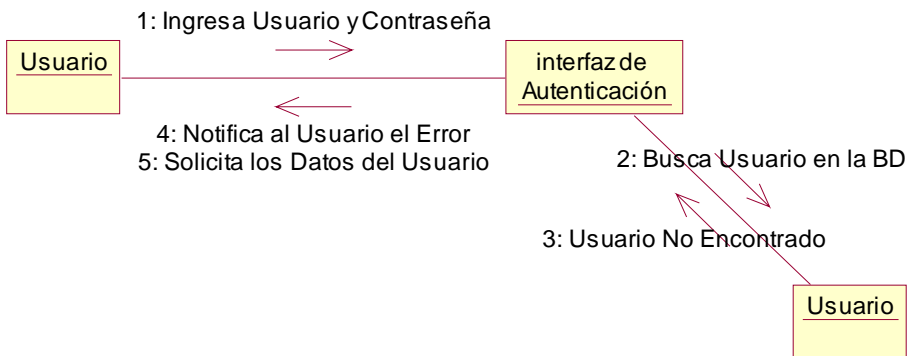 1: Ingresa Usuario y Contraseña
Usuario
interfaz de
Autenticación
4: Notifica al Usuario el Error
5: Solicita los Datos del Usuario
2: Busca Usuario en la BD
3: Usuario No Encontrado
Usuario